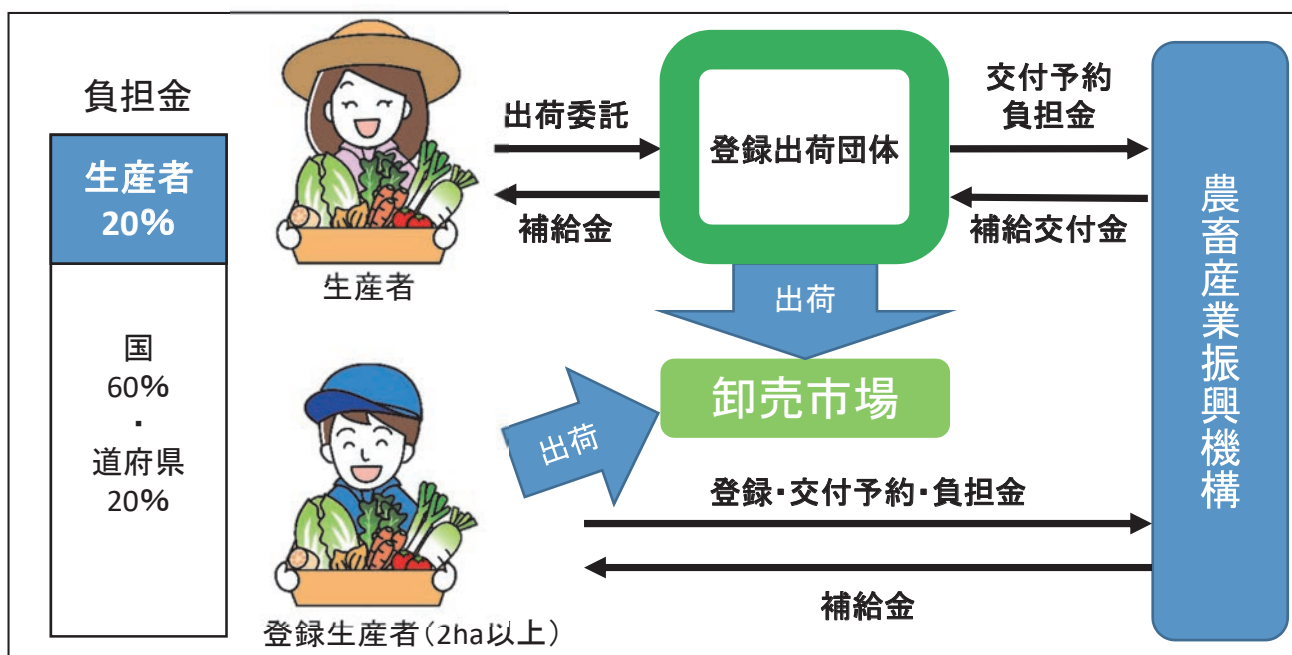 負担金
生産者
20%
国
60%
・
道府県
20%
生産者
出荷委託
補給金
登録出荷団体
交付予約
負担金
補給交付金
農畜産業振興機構
出荷
卸売市場
出荷
登録・交付予約・負担金
補給金
登録生産者(2ha以上)